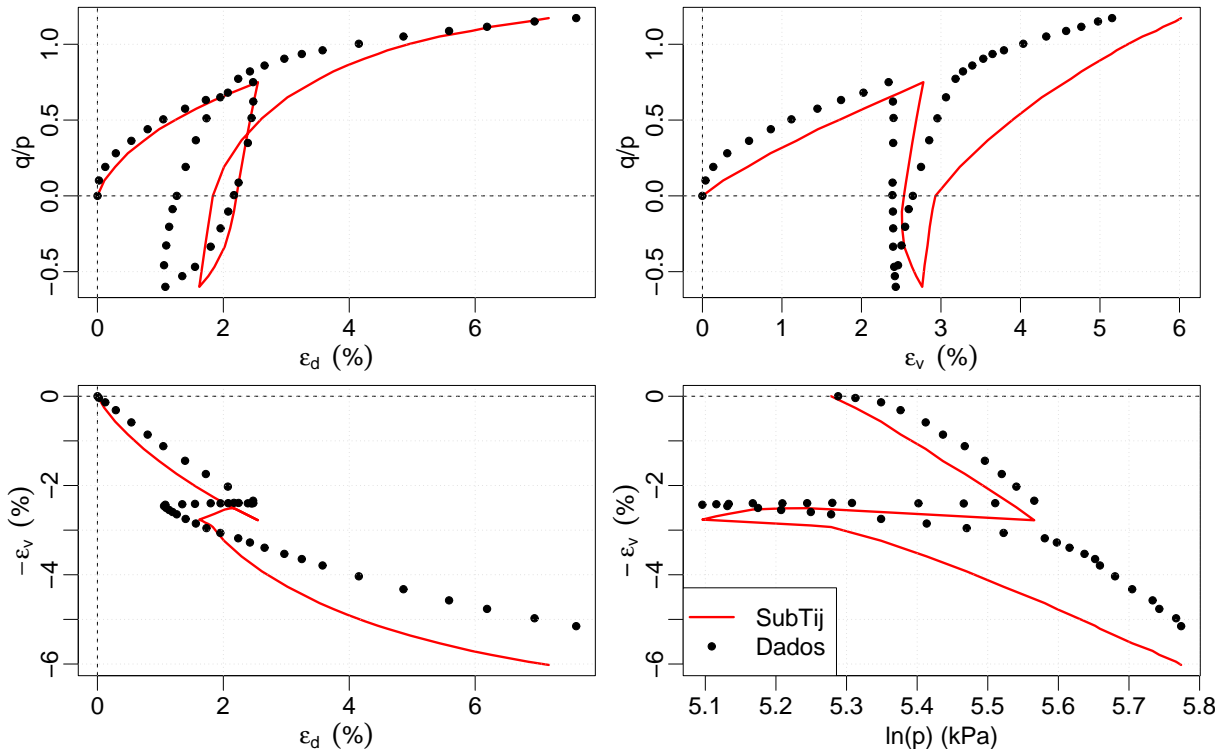 q/p
1.0
0.5
0.0
−0.5
0 2 4 6
εd (%)
q/p
1.0
0.5
0.0
−0.5
0 1 2 3 4 5 6
εv (%)
−εv (%)
0
−2
−4
−6
0 2 4 6
εd (%)
−εv (%)
0
−2
−4
−6
SubTij
Dados
5.1 5.2 5.3 5.4 5.5 5.6 5.7 5.8
ln(p) (kPa)